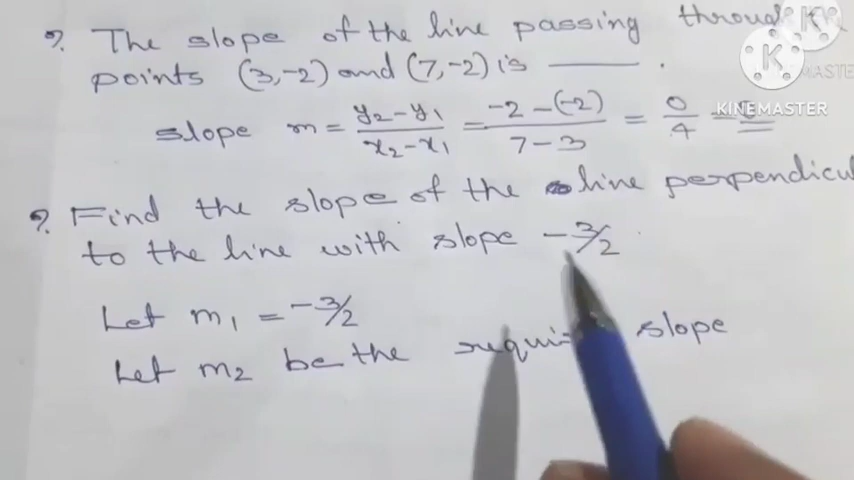 ?. The slope of the line passing through
points (3,-2) and (7,-2) is ———.
slope m = y₂-y₁/x₂-x₁ = -2-(-2)/7-3 = 0/4 =
?. Find the slope of the line perpendicul
to the line with slope -3/2
Let m₁ = -3/2
Let m₂ be the slope
KINEMASTER